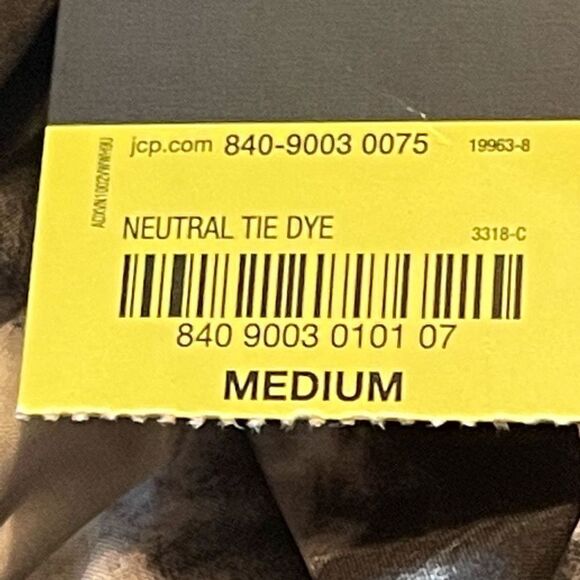 jcp.com 840-9003 0075 19963-8
NEUTRAL TIE DYE 3318-C
840 9003 0101 07
MEDIUM